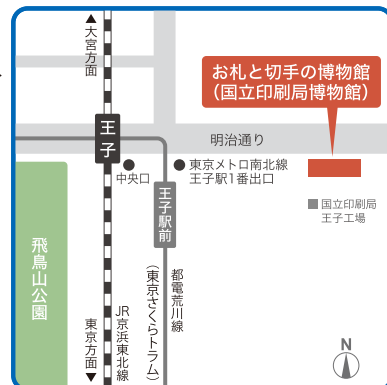 ▲大宮方面
お札と切手の博物館
（国立印刷局博物館）
王子
明治通り
中央口
東京メトロ南北線
王子駅1番出口
王子駅前
国立印刷局
王子工場
飛鳥山公園
東京方面▼
JR京浜東北線
（東京さくらトラム）
都電荒川線
N